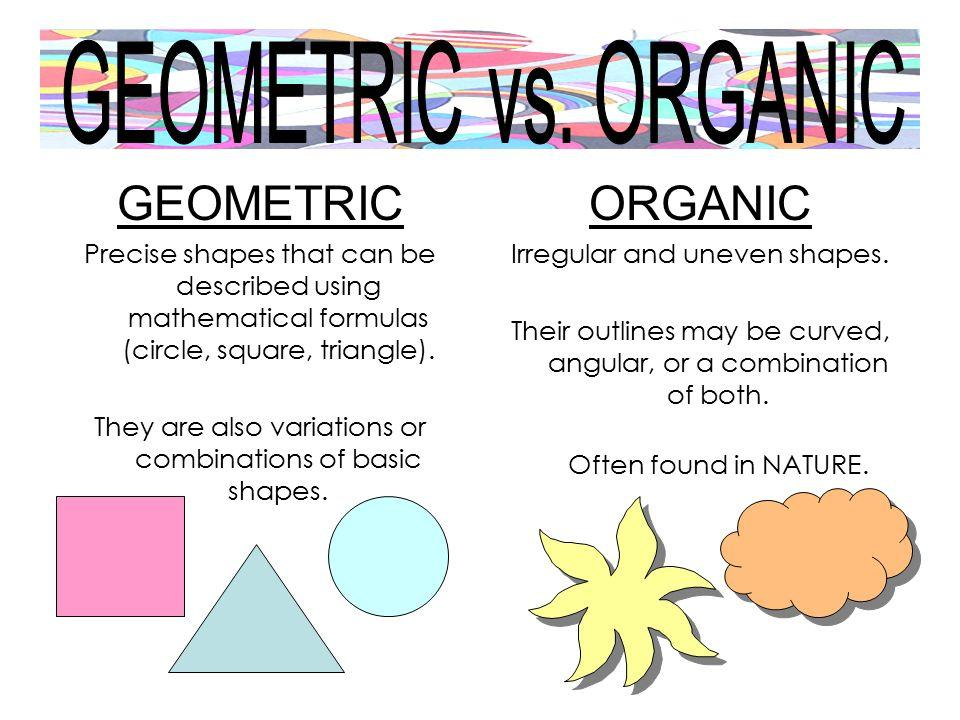 GEOMETRIC vs. ORGANIC
GEOMETRIC
Precise shapes that can be
described using
mathematical formulas
(circle, square, triangle).
They are also variations or
combinations of basic
shapes.
ORGANIC
Irregular and uneven shapes.
Their outlines may be curved,
angular, or a combination
of both.
Often found in NATURE.